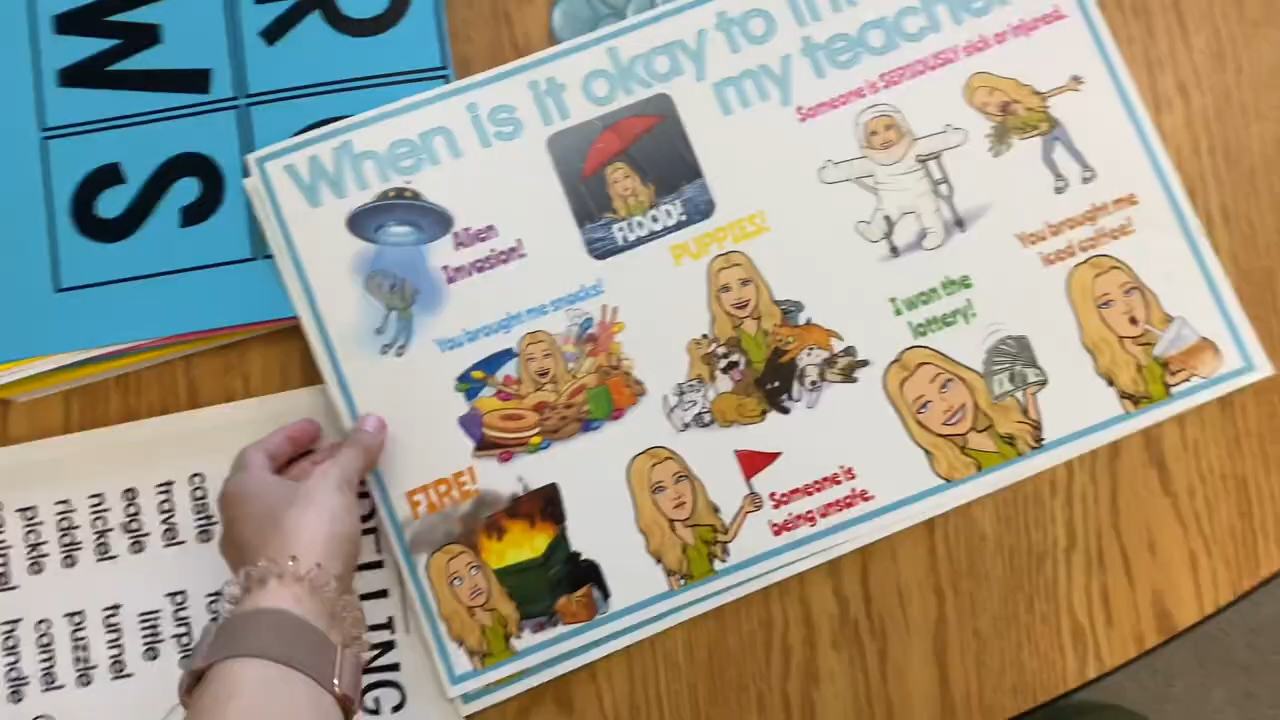 When is it okay to
my teacher
Someone is SERIOUSLY sick or injured!
FLOOD!
Alien
Invasion!
PUPPIES!
You brought me
iced coffee!
You brought me snacks!
I won the
lottery!
FIRE!
Someone is
being unsafe.
W
S
R
SPELLING
castle
travel
eagle
nickel
riddle
pickle
squirrel
purple
little
tunnel
puzzle
camel
handle